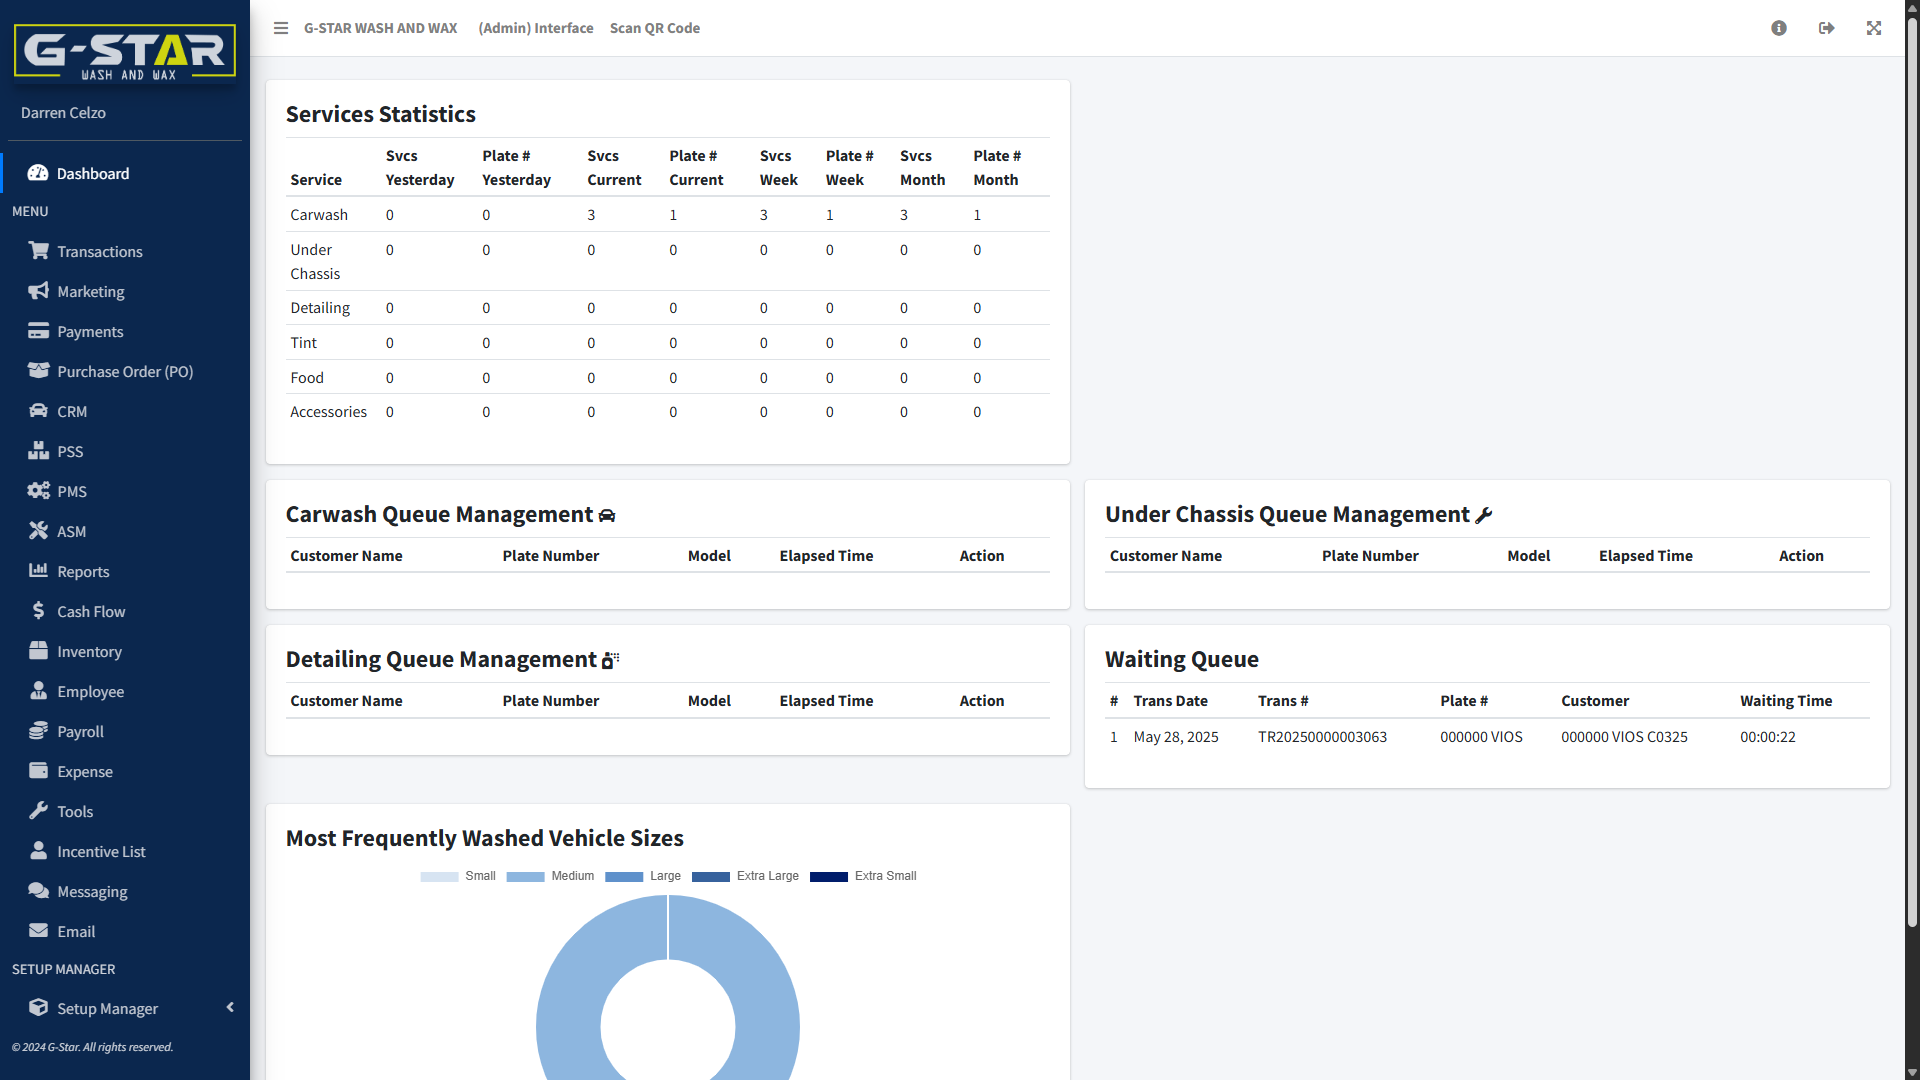 G-STAR
WASH AND WAX
Darren Celzo
Dashboard
MENU
Transactions
Marketing
Payments
Purchase Order (PO)
CRM
PSS
PMS
ASM
Reports
Cash Flow
Inventory
Employee
Payroll
Expense
Tools
Incentive List
Messaging
Email
SETUP MANAGER
Setup Manager
© 2024 G-Star. All rights reserved.
G-STAR WASH AND WAX (Admin) Interface Scan QR Code
Services Statistics
Service Svcs Yesterday Plate # Yesterday Svcs Current Plate # Current Svcs Week Plate # Week Svcs Month Plate # Month
Carwash 0 0 3 1 3 1 3 1
Under Chassis 0 0 0 0 0 0 0 0
Detailing 0 0 0 0 0 0 0 0
Tint 0 0 0 0 0 0 0 0
Food 0 0 0 0 0 0 0 0
Accessories 0 0 0 0 0 0 0 0
Carwash Queue Management
Customer Name Plate Number Model Elapsed Time Action
Under Chassis Queue Management
Customer Name Plate Number Model Elapsed Time Action
Detailing Queue Management
Customer Name Plate Number Model Elapsed Time Action
Waiting Queue
# Trans Date Trans # Plate # Customer Waiting Time
1 May 28, 2025 TR20250000003063 000000 VIOS 000000 VIOS C0325 00:00:22
Most Frequently Washed Vehicle Sizes
Small Medium Large Extra Large Extra Small